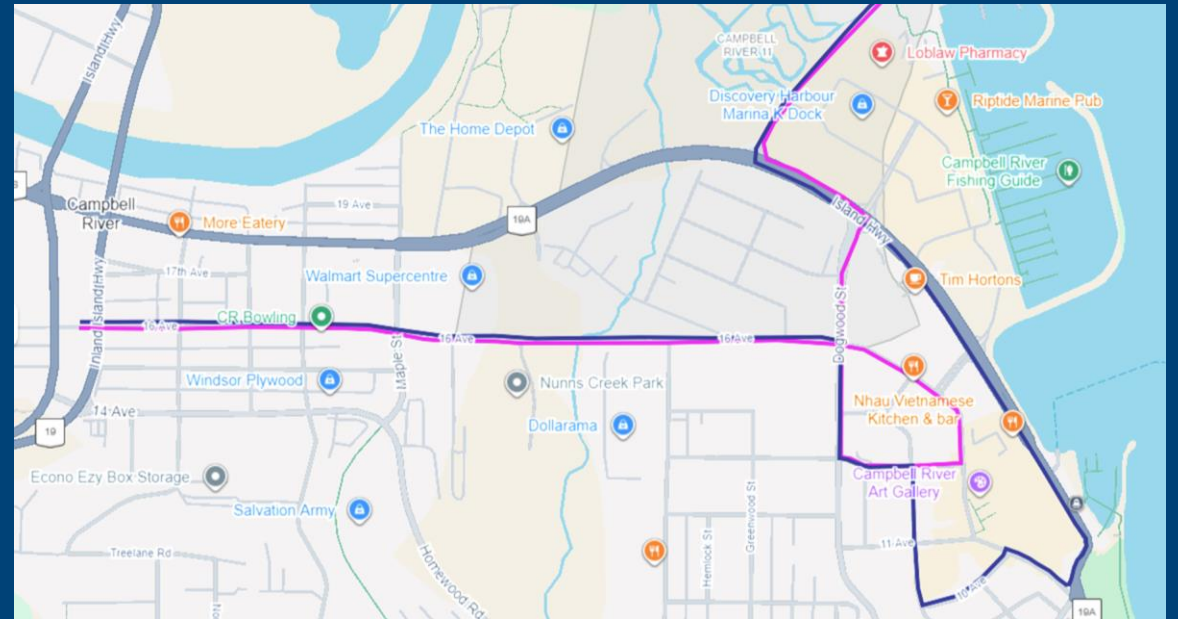 Island Hwy
Island Hwy
CAMPBELL
RIVER 11
Loblaw Pharmacy
Discovery Harbour
Marina K Dock
Riptide Marine Pub
The Home Depot
Campbell River
Fishing Guide
Campbell
River
More Eatery
19 Ave
19A
Island Hwy
17th Ave
Walmart Supercentre
Tim Hortons
Inland Island Hwy
CR Bowling
16 Ave
16 Ave
16 Ave
Dogwood St
Maple St
Windsor Plywood
Nunns Creek Park
Nhau Vietnamese
Kitchen & bar
14 Ave
Dollarama
19
Econo Ezy Box Storage
Campbell River
Art Gallery
Salvation Army
Greenwood St
Hemlock St
Treelane Rd
11 Ave
Homewood Rd
10 Ave
19A